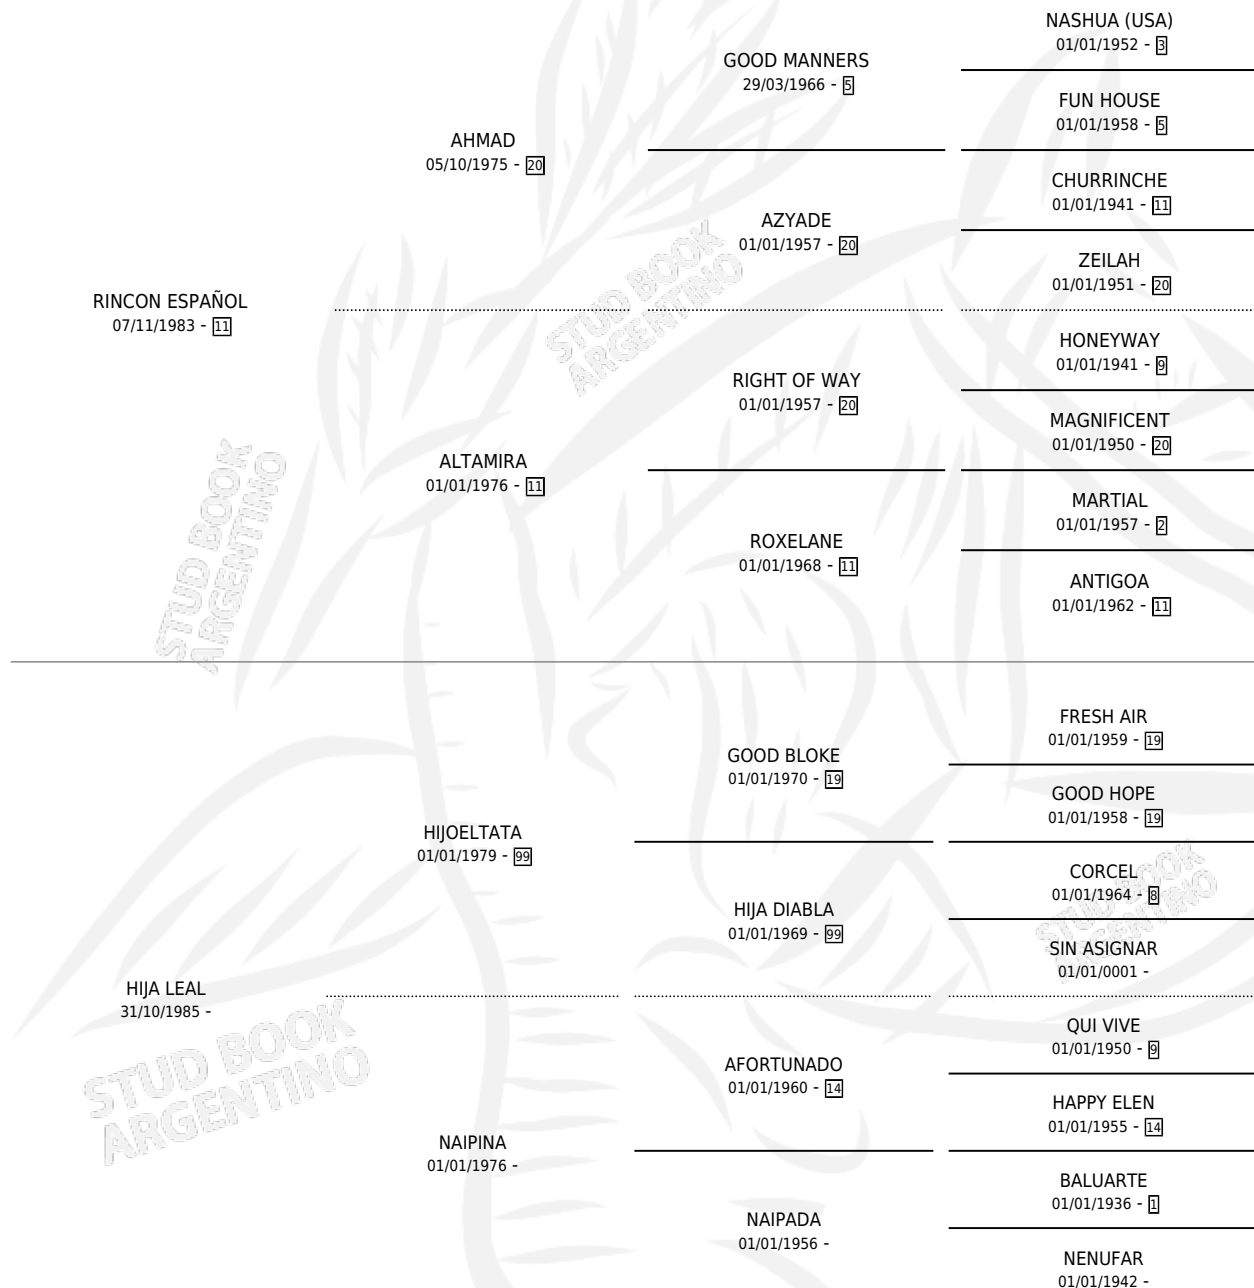 NASHUA (USA)
01/01/1952 - 3
GOOD MANNERS
29/03/1966 - 5
FUN HOUSE
01/01/1958 - 5
AHMAD
05/10/1975 - 20
CHURRINCHE
01/01/1941 - 11
AZYADE
01/01/1957 - 20
ZEILAH
01/01/1951 - 20
RINCON ESPAÑOL
07/11/1983 - 11
HONEYWAY
01/01/1941 - 9
RIGHT OF WAY
01/01/1957 - 20
MAGNIFICENT
01/01/1950 - 20
ALTAMIRA
01/01/1976 - 11
MARTIAL
01/01/1957 - 2
ROXELANE
01/01/1968 - 11
ANTIGOA
01/01/1962 - 11
STUD BOOK
ARGENTINO
STUD BOOK
ARGENTINO
FRESH AIR
01/01/1959 - 19
GOOD BLOKE
01/01/1970 - 19
GOOD HOPE
01/01/1958 - 19
HIJOELTATA
01/01/1979 - 99
CORCEL
01/01/1964 - 8
HIJA DIABLA
01/01/1969 - 99
SIN ASIGNAR
01/01/0001 -
HIJA LEAL
31/10/1985 -
QUI VIVE
01/01/1950 - 9
AFORTUNADO
01/01/1960 - 14
HAPPY ELEN
01/01/1955 - 14
NAIPINA
01/01/1976 -
BALUARTE
01/01/1936 - 1
NAIPADA
01/01/1956 -
NENUFAR
01/01/1942 -
STUD BOOK
ARGENTINO
STUD BOOK
ARGENTINO